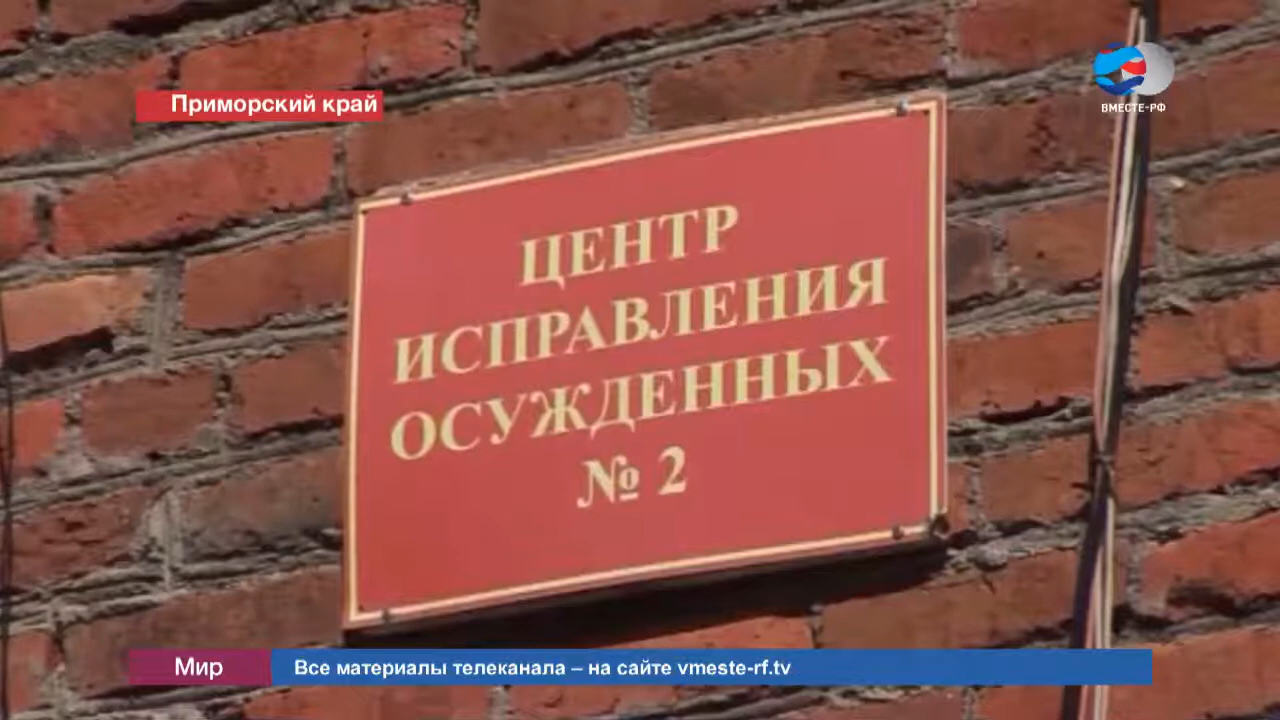 Приморский край
ВМЕСТЕ-РФ
ЦЕНТР
ИСПРАВЛЕНИЯ
ОСУЖДЕННЫХ
№ 2
Мир
Все материалы телеканала – на сайте vmeste-rf.tv